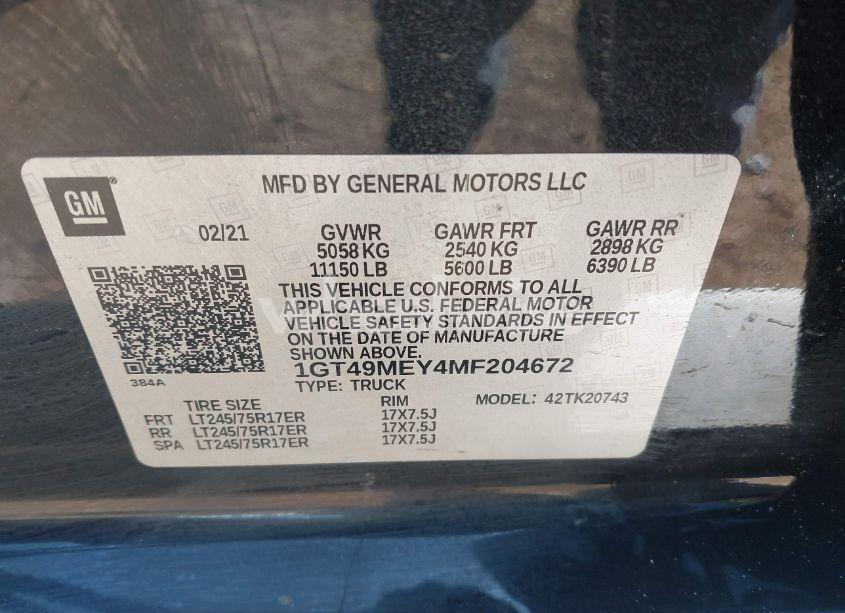 GM
MFD BY GENERAL MOTORS LLC
02/21 GVWR GAWR FRT GAWR RR
5058 KG 2540 KG 2898 KG
11150 LB 5600 LB 6390 LB
THIS VEHICLE CONFORMS TO ALL
APPLICABLE U.S. FEDERAL MOTOR
VEHICLE SAFETY STANDARDS IN EFFECT
ON THE DATE OF MANUFACTURE
SHOWN ABOVE.
1GT49MEY4MF204672
384A TYPE: TRUCK
TIRE SIZE RIM MODEL: 42TK20743
FRT LT245/75R17ER 17X7.5J
RR LT245/75R17ER 17X7.5J
SPA LT245/75R17ER 17X7.5J